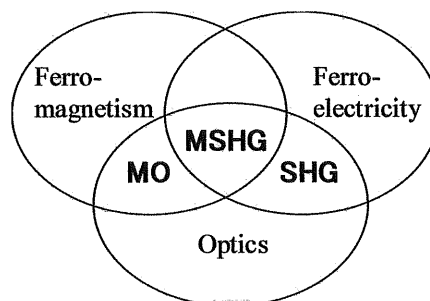 Ferro-
magnetism
Ferro-
electricity
MSHG
MO
SHG
Optics